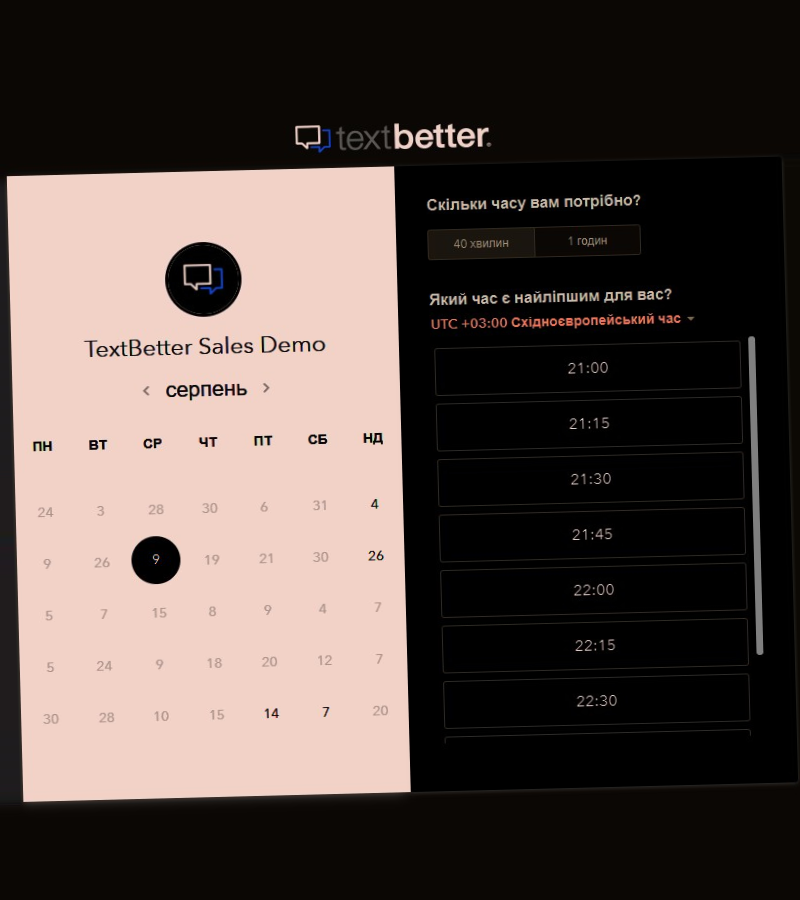 textbetter.
TextBetter Sales Demo
серпень
ПН ВТ СР ЧТ ПТ СБ НД
24 3 28 30 6 31 4
9 26 9 19 21 30 26
5 7 15 8 9 4 7
5 24 9 18 20 12 7
30 28 10 15 14 7 20
Скільки часу вам потрібно?
40 хвилин 1 годин
Який час є найліпшим для вас?
UTC +03:00 Східноєвропейський час
21:00
21:15
21:30
21:45
22:00
22:15
22:30